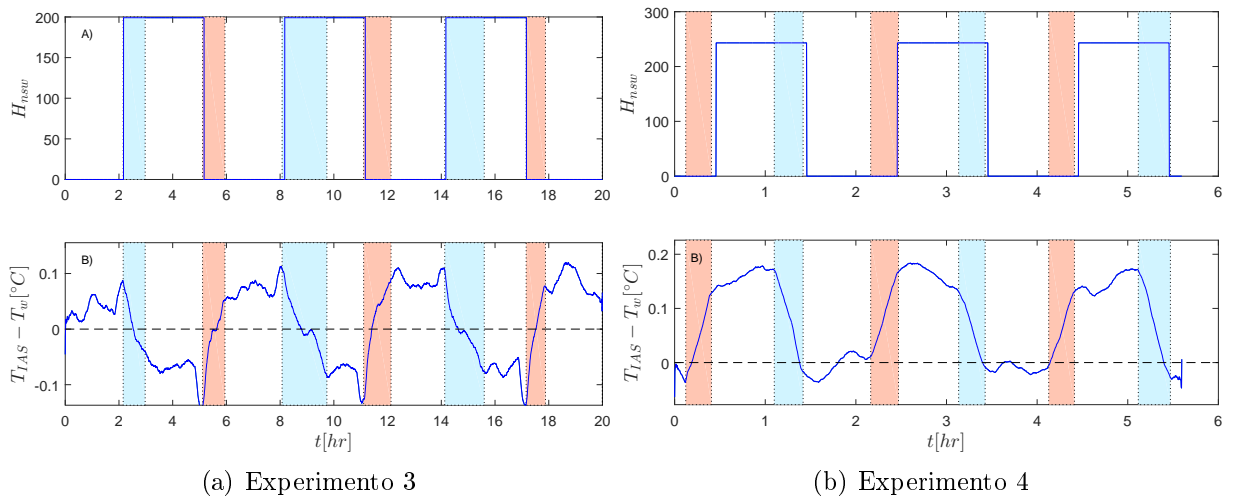 A)
H_nsw
200
150
100
50
0
0 2 4 6 8 10 12 14 16 18 20
B)
T_IAS − T_w[°C]
0.1
0
-0.1
0 2 4 6 8 10 12 14 16 18 20
t[hr]
(a) Experimento 3
H_nsw
300
200
100
0
0 1 2 3 4 5 6
B)
T_IAS − T_w[°C]
0.2
0.1
0
0 1 2 3 4 5 6
t[hr]
(b) Experimento 4